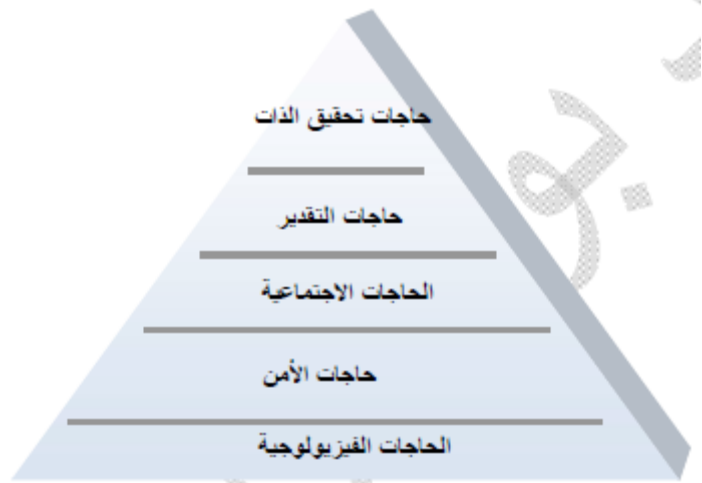 حاجات تحقيق الذات
حاجات التقدير
الحاجات الاجتماعية
حاجات الأمن
الحاجات الفيزيولوجية